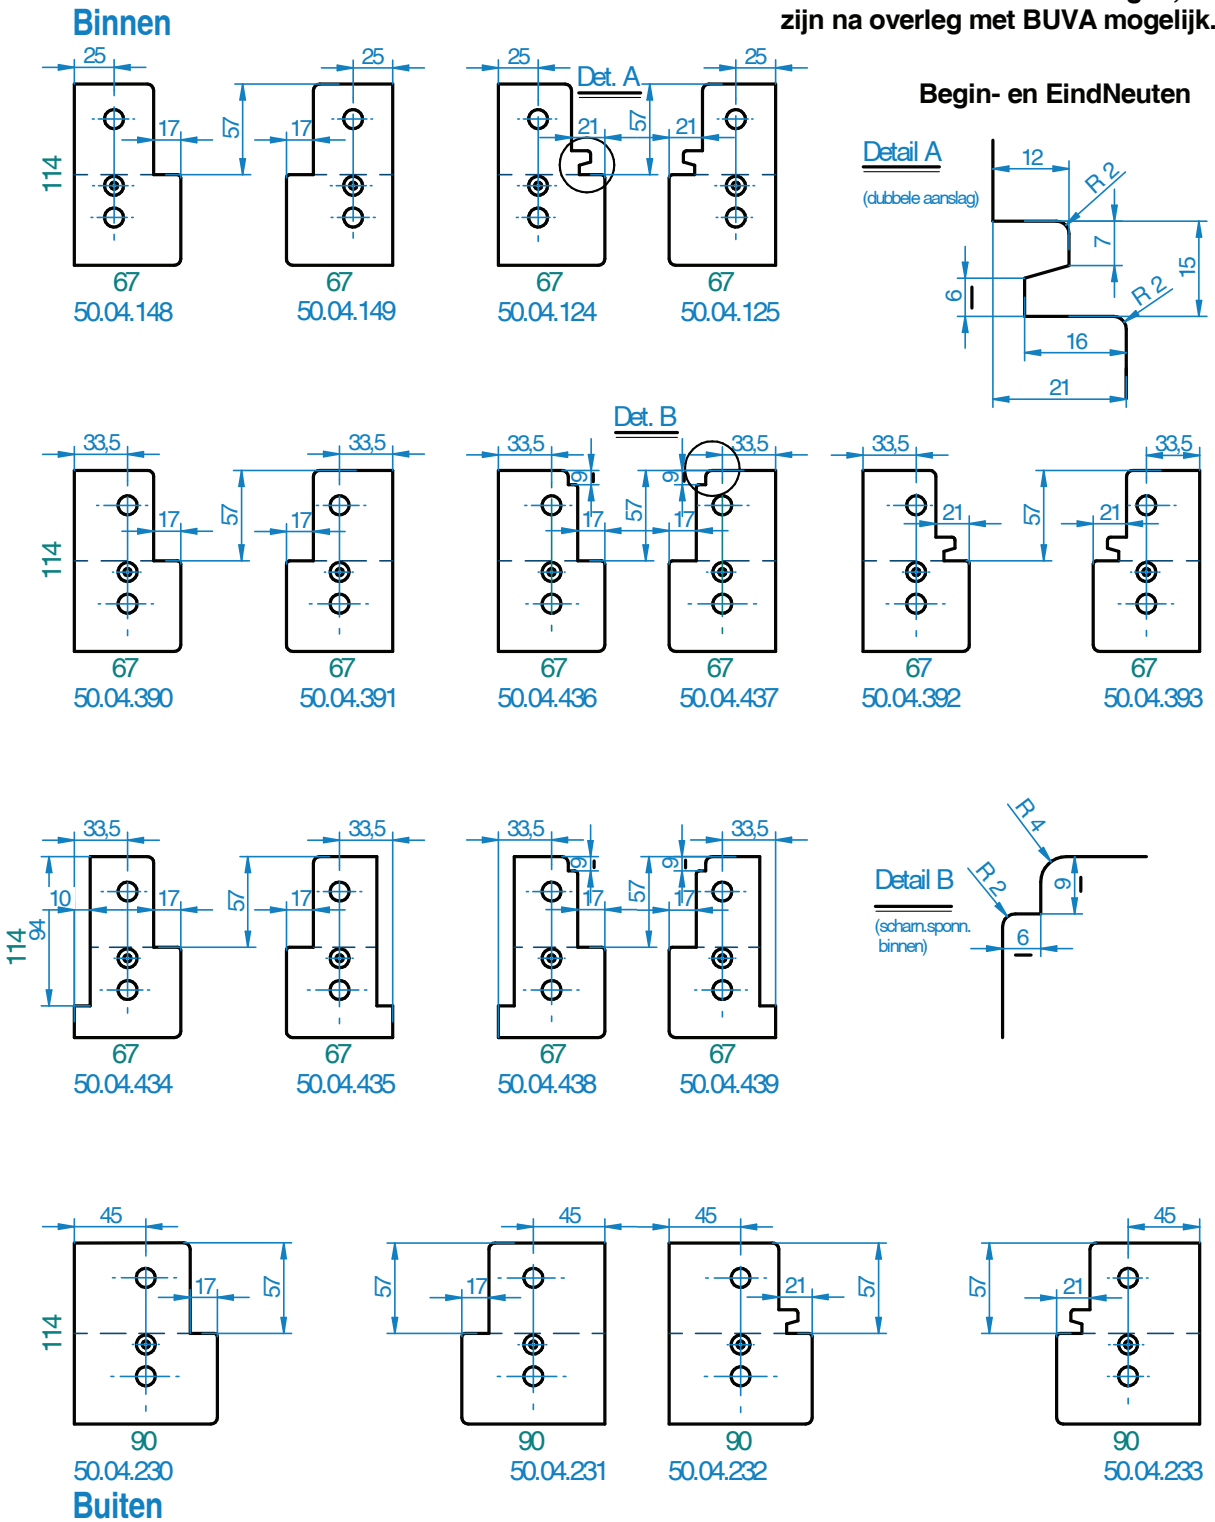 Binnen
zijn na overleg met BUVA mogelijk.
Begin- en EindNeuten
25 25 25 Det. A 25
17 57 17 21 57 21
114
67 67 67 67
50.04.148 50.04.149 50.04.124 50.04.125
Detail A
(dubbele aanslag)
12 R 2
7 15
6 R 2
16
21
Det. B
33,5 33,5 33,5 33,5 33,5 33,5
9 9
17 57 17 17 57 17 21 57 21
114
67 67 67 67 67 67
50.04.390 50.04.391 50.04.436 50.04.437 50.04.392 50.04.393
33,5 33,5 33,5 33,5
9 9
10 17 57 17 17 57 17
114 94
67 67 67 67
50.04.434 50.04.435 50.04.438 50.04.439
Detail B
(scharn.sponn.
binnen)
R 4
R 2 9
6
45 45 45 45
17 57 57 17 21 57 57 21
114
90 90 90 90
50.04.230 50.04.231 50.04.232 50.04.233
Buiten